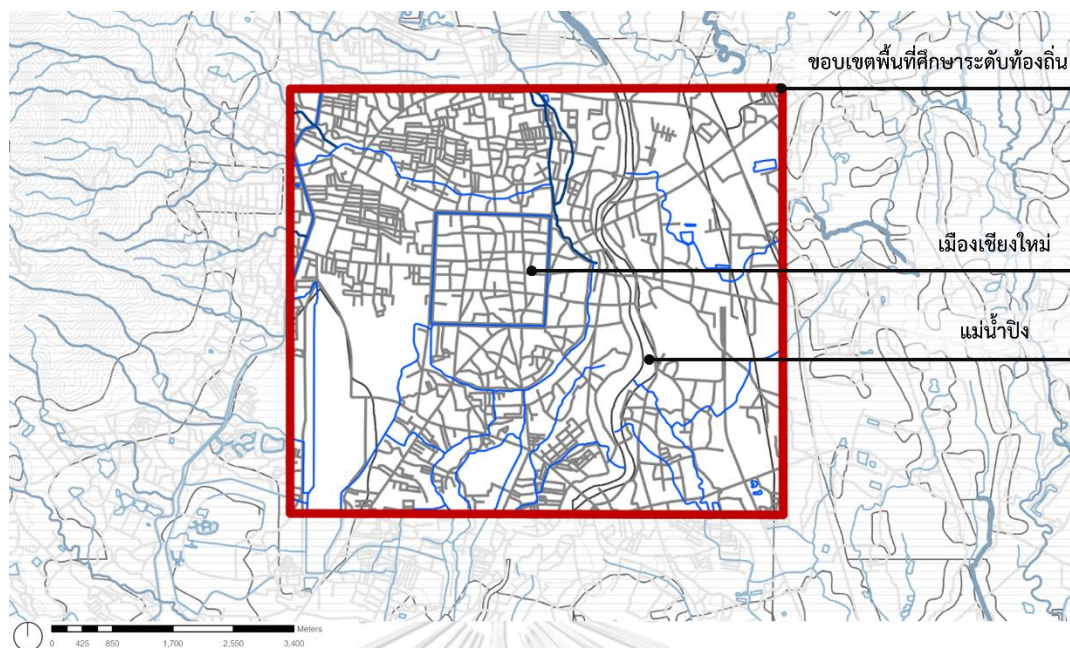 ขอบเขตพื้นที่ศึกษาระดับท้องถิ่น
เมืองเชียงใหม่
แม่น้ำปิง
Meters
0 425 850 1,700 2,550 3,400